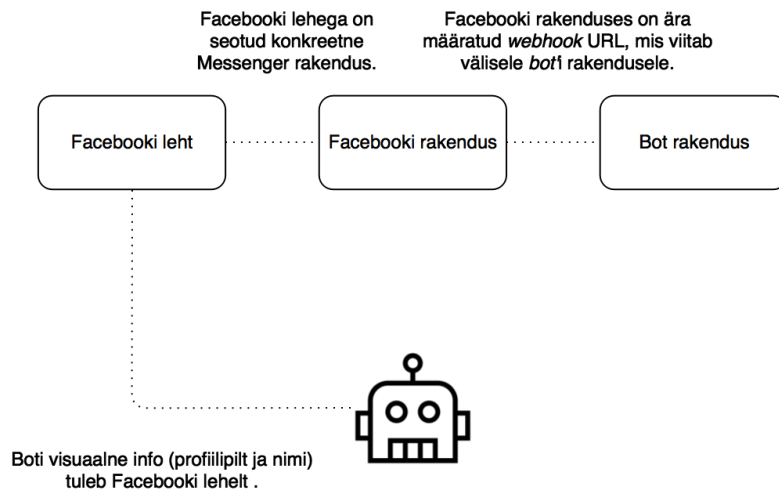 Facebooki lehega on
seotud konkreetne
Messenger rakendus.
Facebooki rakenduses on ära
määratud webhook URL, mis viitab
välisele bot'i rakendusele.
Facebooki leht
Facebooki rakendus
Bot rakendus
Boti visuaalne info (profiilipilt ja nimi)
tuleb Facebooki lehelt .